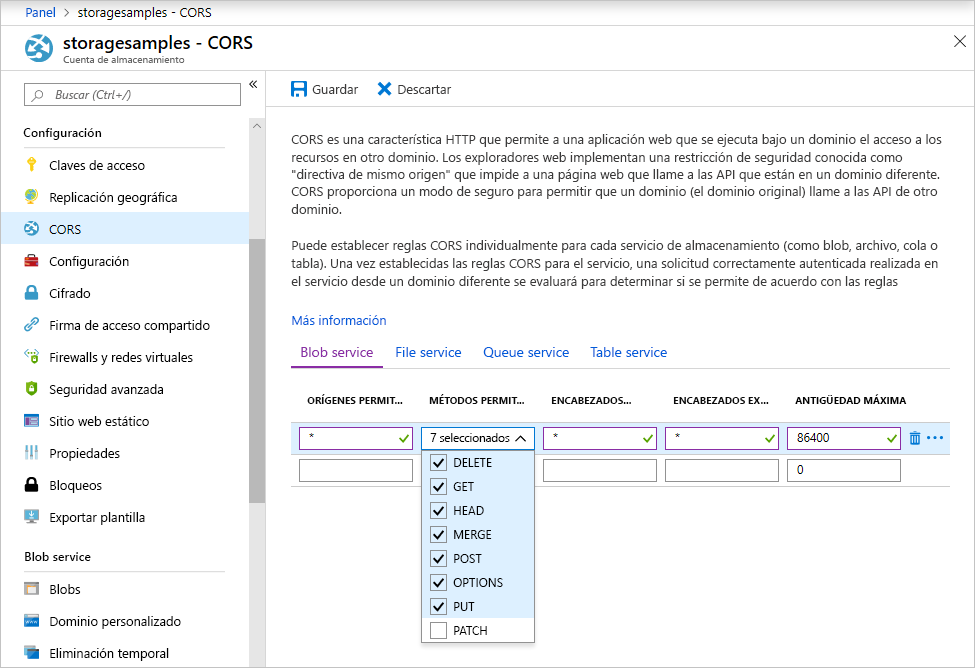 Panel > storagesamples - CORS
storagesamples - CORS
Cuenta de almacenamiento
Buscar (Ctrl+/)
«
Configuración
Claves de acceso
Replicación geográfica
CORS
Configuración
Cifrado
Firma de acceso compartido
Firewalls y redes virtuales
Seguridad avanzada
Sitio web estático
Propiedades
Bloqueos
Exportar plantilla
Blob service
Blobs
Dominio personalizado
Eliminación temporal
Guardar Descartar
CORS es una característica HTTP que permite a una aplicación web que se ejecuta bajo un dominio el acceso a los
recursos en otro dominio. Los exploradores web implementan una restricción de seguridad conocida como
"directiva de mismo origen" que impide a una página web que llame a las API que están en un dominio diferente.
CORS proporciona un modo de seguro para permitir que un dominio (el dominio original) llame a las API de otro
dominio.
Puede establecer reglas CORS individualmente para cada servicio de almacenamiento (como blob, archivo, cola o
tabla). Una vez establecidas las reglas CORS para el servicio, una solicitud correctamente autenticada realizada en
el servicio desde un dominio diferente se evaluará para determinar si se permite de acuerdo con las reglas
Más información
Blob service File service Queue service Table service
ORÍGENES PERMIT... MÉTODOS PERMIT... ENCABEZADOS... ENCABEZADOS EX... ANTIGÜEDAD MÁXIMA
* 7 seleccionados * * 86400
0
DELETE
GET
HEAD
MERGE
POST
OPTIONS
PUT
PATCH